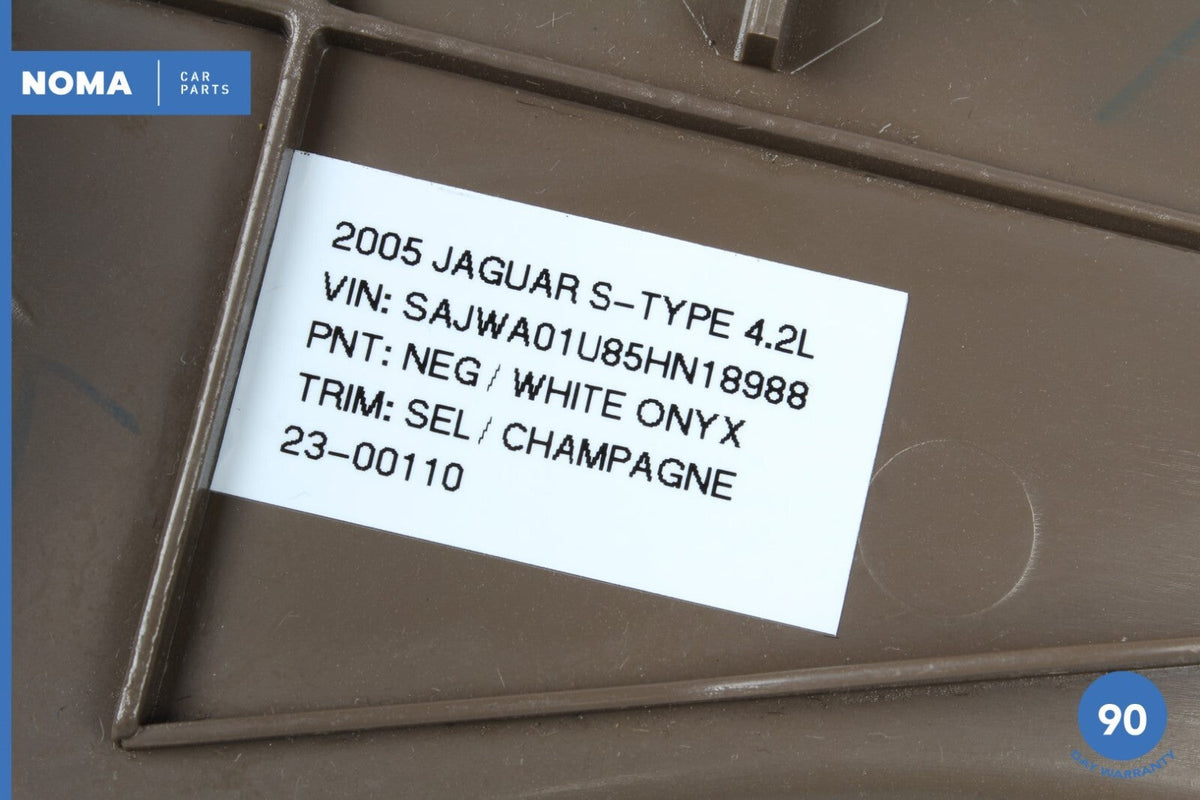 NOMA
CAR
PARTS
2005 JAGUAR S-TYPE 4.2L
VIN: SAJWA01U85HN18988
PNT: NEG / WHITE ONYX
TRIM: SEL / CHAMPAGNE
23-00110
90
DAY WARRANTY